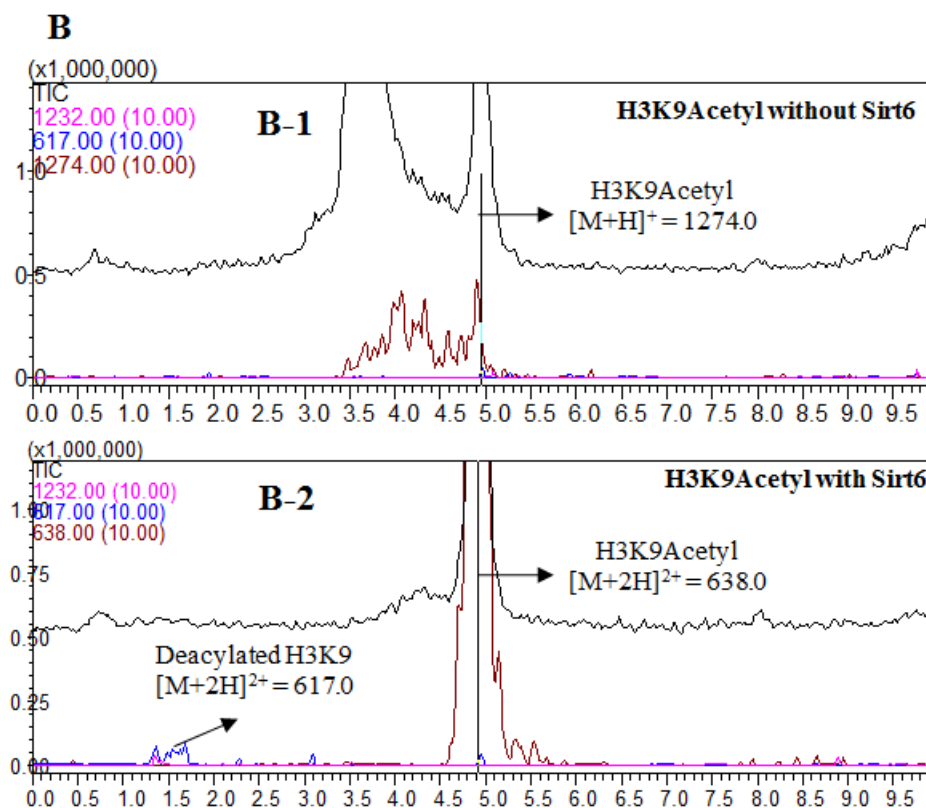 B
(x1,000,000)
TIC
1232.00 (10.00)
617.00 (10.00)
1274.00 (10.00)
B-1
H3K9Acetyl without Sirt6
H3K9Acetyl
[M+H]⁺ = 1274.0
1.0
0.5
0.0
0.0 0.5 1.0 1.5 2.0 2.5 3.0 3.5 4.0 4.5 5.0 5.5 6.0 6.5 7.0 7.5 8.0 8.5 9.0 9.5
(x1,000,000)
TIC
1232.00 (10.00)
617.00 (10.00)
638.00 (10.00)
B-2
H3K9Acetyl with Sirt6
H3K9Acetyl
[M+2H]²⁺ = 638.0
1.00
0.75
0.50
0.25
0.00
Deacylated H3K9
[M+2H]²⁺ = 617.0
0.0 0.5 1.0 1.5 2.0 2.5 3.0 3.5 4.0 4.5 5.0 5.5 6.0 6.5 7.0 7.5 8.0 8.5 9.0 9.5